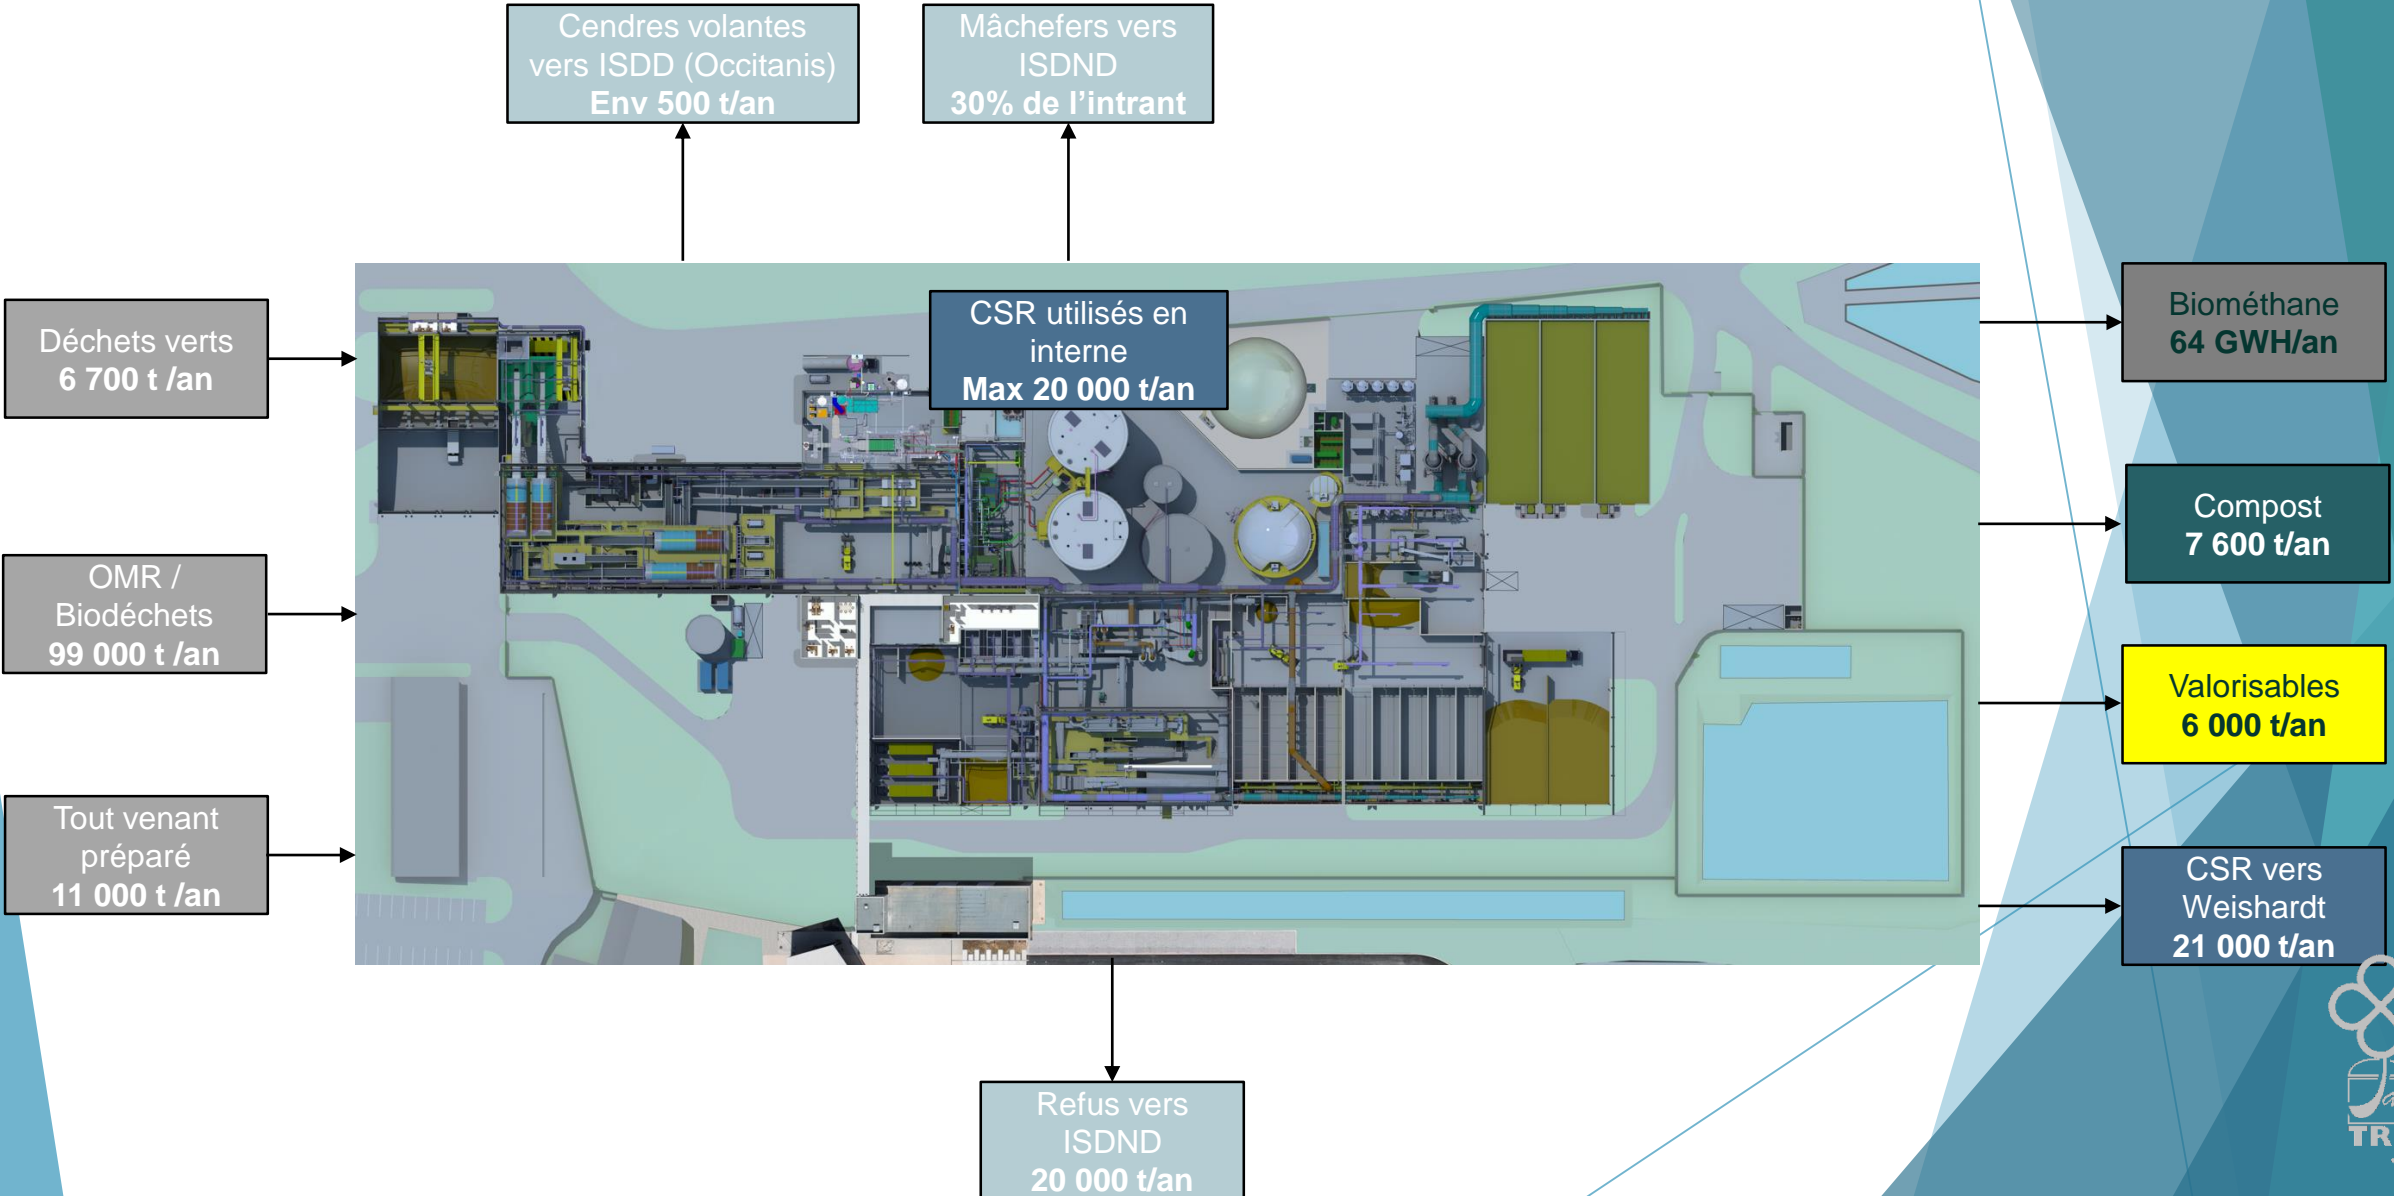 Cendres volantes
vers ISDD (Occitanis)
Env 500 t/an
Mâchefers vers
ISDND
30% de l’intrant
Déchets verts
6 700 t /an
OMR /
Biodéchets
99 000 t /an
Tout venant
préparé
11 000 t /an
CSR utilisés en
interne
Max 20 000 t/an
Biométhane
64 GWH/an
Compost
7 600 t/an
Valorisables
6 000 t/an
CSR vers
Weishardt
21 000 t/an
Refus vers
ISDND
20 000 t/an
TR